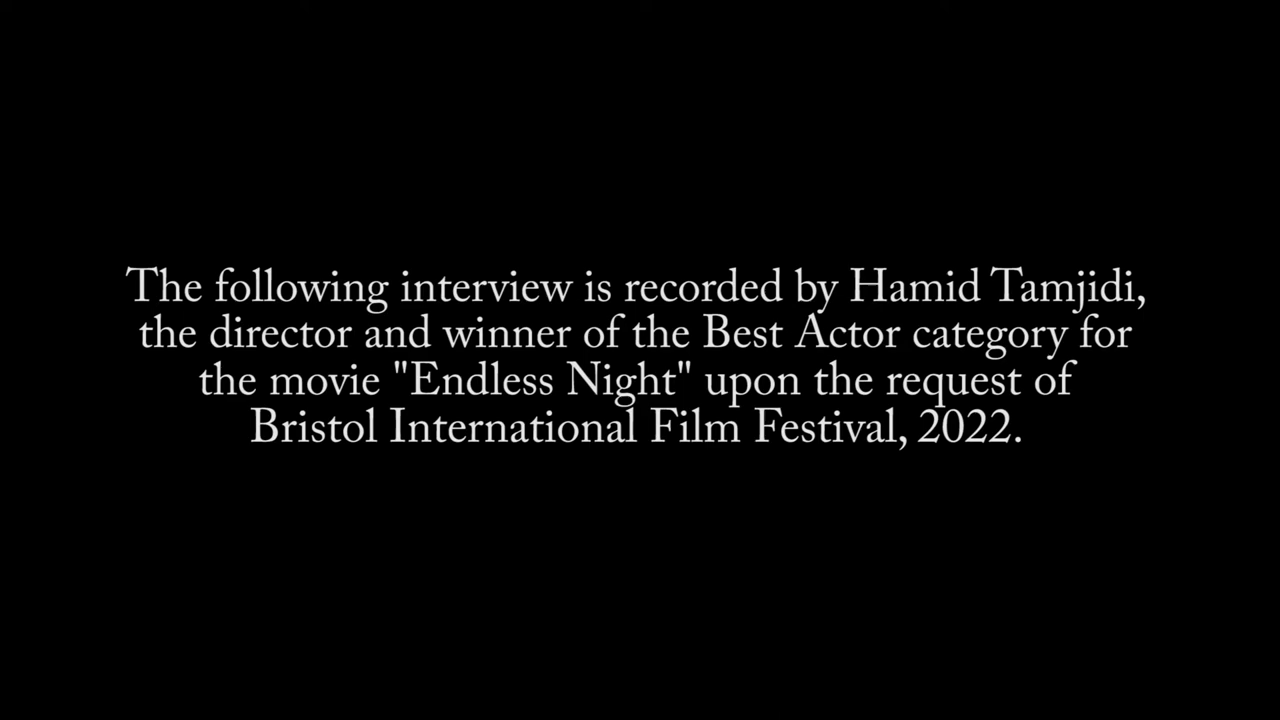 The following interview is recorded by Hamid Tamjidi,
the director and winner of the Best Actor category for
the movie "Endless Night" upon the request of
Bristol International Film Festival, 2022.